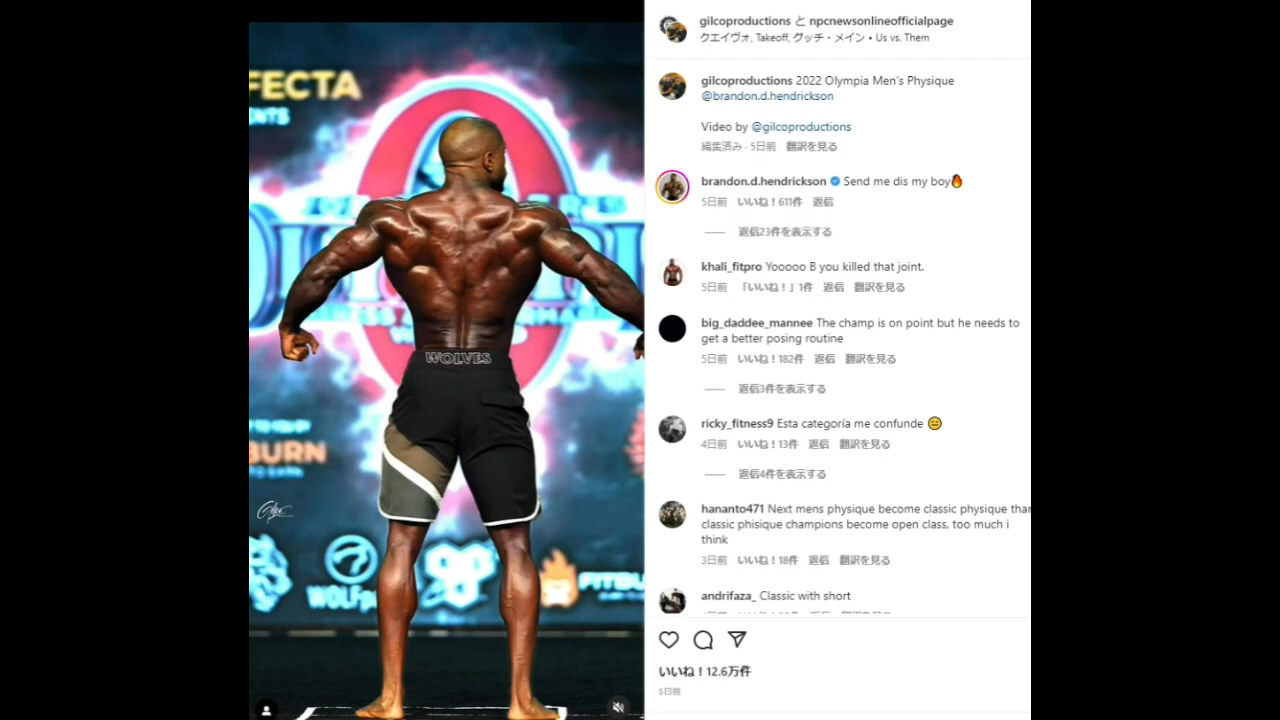 FECTA
NTS
BURN
WOLVES
WOLF
FITBU
gilcoproductions と npcnewsonlineofficialpage
クエイヴォ, Takeoff, グッチ・メイン • Us vs. Them
gilcoproductions 2022 Olympia Men's Physique
@brandon.d.hendrickson
Video by @gilcoproductions
編集済み · 5日前 翻訳を見る
brandon.d.hendrickson Send me dis my boy🔥
5日前 いいね！611件 返信
返信23件を表示する
khali_fitpro Yooooo B you killed that joint.
5日前 「いいね！」1件 返信 翻訳を見る
big_daddee_mannee The champ is on point but he needs to
get a better posing routine
5日前 いいね！182件 返信 翻訳を見る
返信3件を表示する
ricky_fitness9 Esta categoría me confunde 😑
4日前 いいね！13件 返信 翻訳を見る
返信4件を表示する
hananto471 Next mens physique become classic physique than
classic phisique champions become open class, too much i
think
3日前 いいね！18件 返信 翻訳を見る
andrifaza_ Classic with short
いいね！12.6万件
5日前